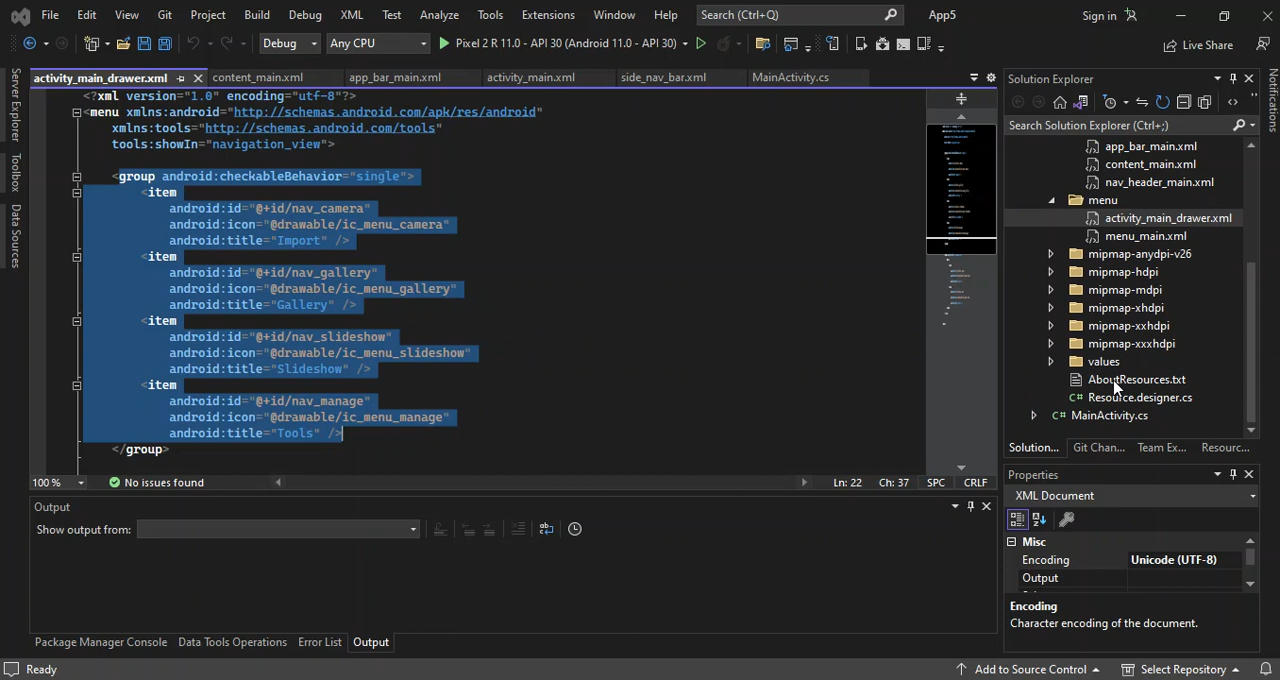 File Edit View Git Project Build Debug XML Test Analyze Tools Extensions Window Help Search (Ctrl+Q) App5 Sign in
Debug Any CPU Pixel 2 R 11.0 - API 30 (Android 11.0 - API 30) Live Share
activity_main_drawer.xml content_main.xml app_bar_main.xml activity_main.xml side_nav_bar.xml MainActivity.cs
Server Explorer
Toolbox
Data Sources
<?xml version="1.0" encoding="utf-8"?>
<menu xmlns:android="http://schemas.android.com/apk/res/android"
xmlns:tools="http://schemas.android.com/tools"
tools:showIn="navigation_view">
<group android:checkableBehavior="single">
<item
android:id="@+id/nav_camera"
android:icon="@drawable/ic_menu_camera"
android:title="Import" />
<item
android:id="@+id/nav_gallery"
android:icon="@drawable/ic_menu_gallery"
android:title="Gallery" />
<item
android:id="@+id/nav_slideshow"
android:icon="@drawable/ic_menu_slideshow"
android:title="Slideshow" />
<item
android:id="@+id/nav_manage"
android:icon="@drawable/ic_menu_manage"
android:title="Tools" />
</group>
100 % No issues found Ln: 22 Ch: 37 SPC CRLF
Output
Show output from:
Package Manager Console Data Tools Operations Error List Output
Solution Explorer
Search Solution Explorer (Ctrl+;)
app_bar_main.xml
content_main.xml
nav_header_main.xml
menu
activity_main_drawer.xml
menu_main.xml
mipmap-anydpi-v26
mipmap-hdpi
mipmap-mdpi
mipmap-xhdpi
mipmap-xxhdpi
mipmap-xxxhdpi
values
AboutResources.txt
Resource.designer.cs
MainActivity.cs
Solution... Git Chan... Team Ex... Resourc...
Properties
XML Document
Misc
Encoding Unicode (UTF-8)
Output
Encoding
Character encoding of the document.
Notifications
Ready Add to Source Control Select Repository